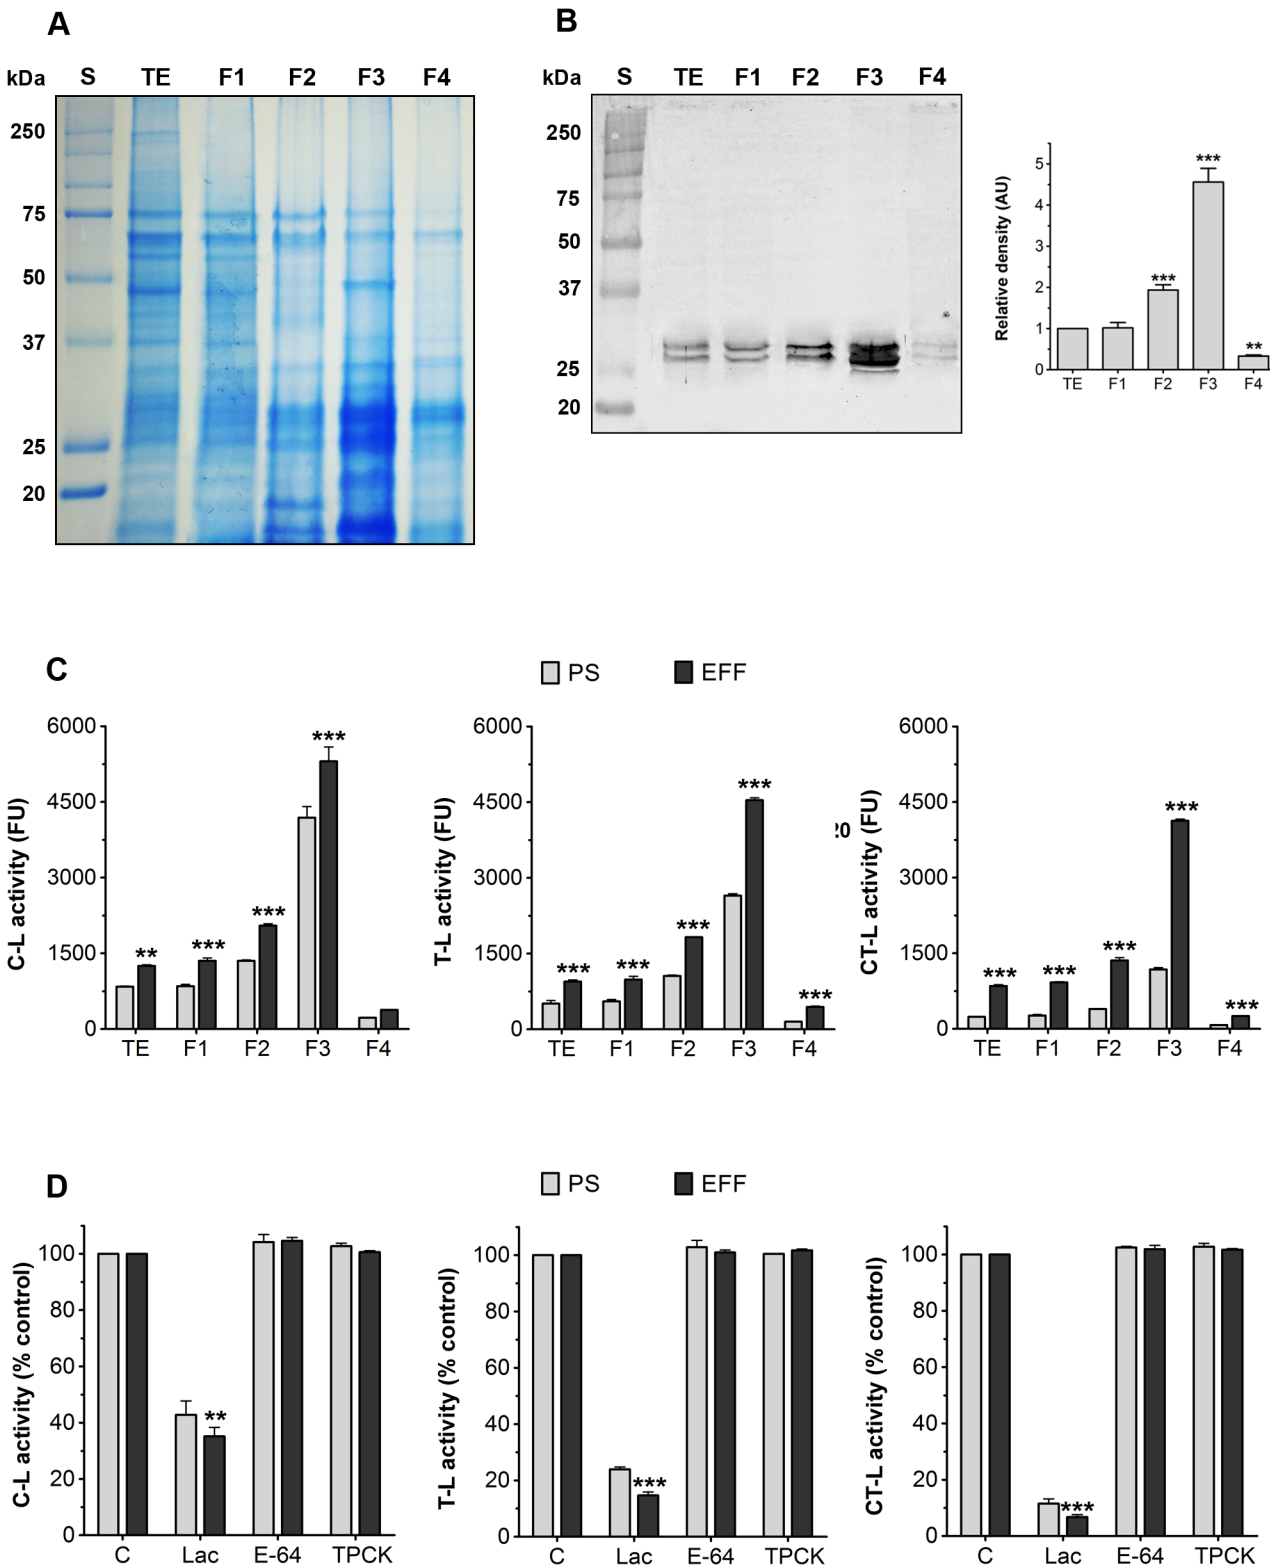 A
kDa S TE F1 F2 F3 F4
250
75
50
37
25
20
B
kDa S TE F1 F2 F3 F4
250
75
50
37
25
20
Relative density (AU)
5
4
3
2
1
0
***
***
**
TE F1 F2 F3 F4
C
PS EFF
C-L activity (FU)
6000
4500
3000
1500
0
** *** *** ***
TE F1 F2 F3 F4
T-L activity (FU)
6000
4500
3000
1500
0
*** *** *** *** ***
TE F1 F2 F3 F4
20
CT-L activity (FU)
6000
4500
3000
1500
0
*** *** *** *** ***
TE F1 F2 F3 F4
D
PS EFF
C-L activity (% control)
100
80
60
40
20
0
**
C Lac E-64 TPCK
T-L activity (% control)
100
80
60
40
20
0
***
C Lac E-64 TPCK
CT-L activity (% control)
100
80
60
40
20
0
***
C Lac E-64 TPCK